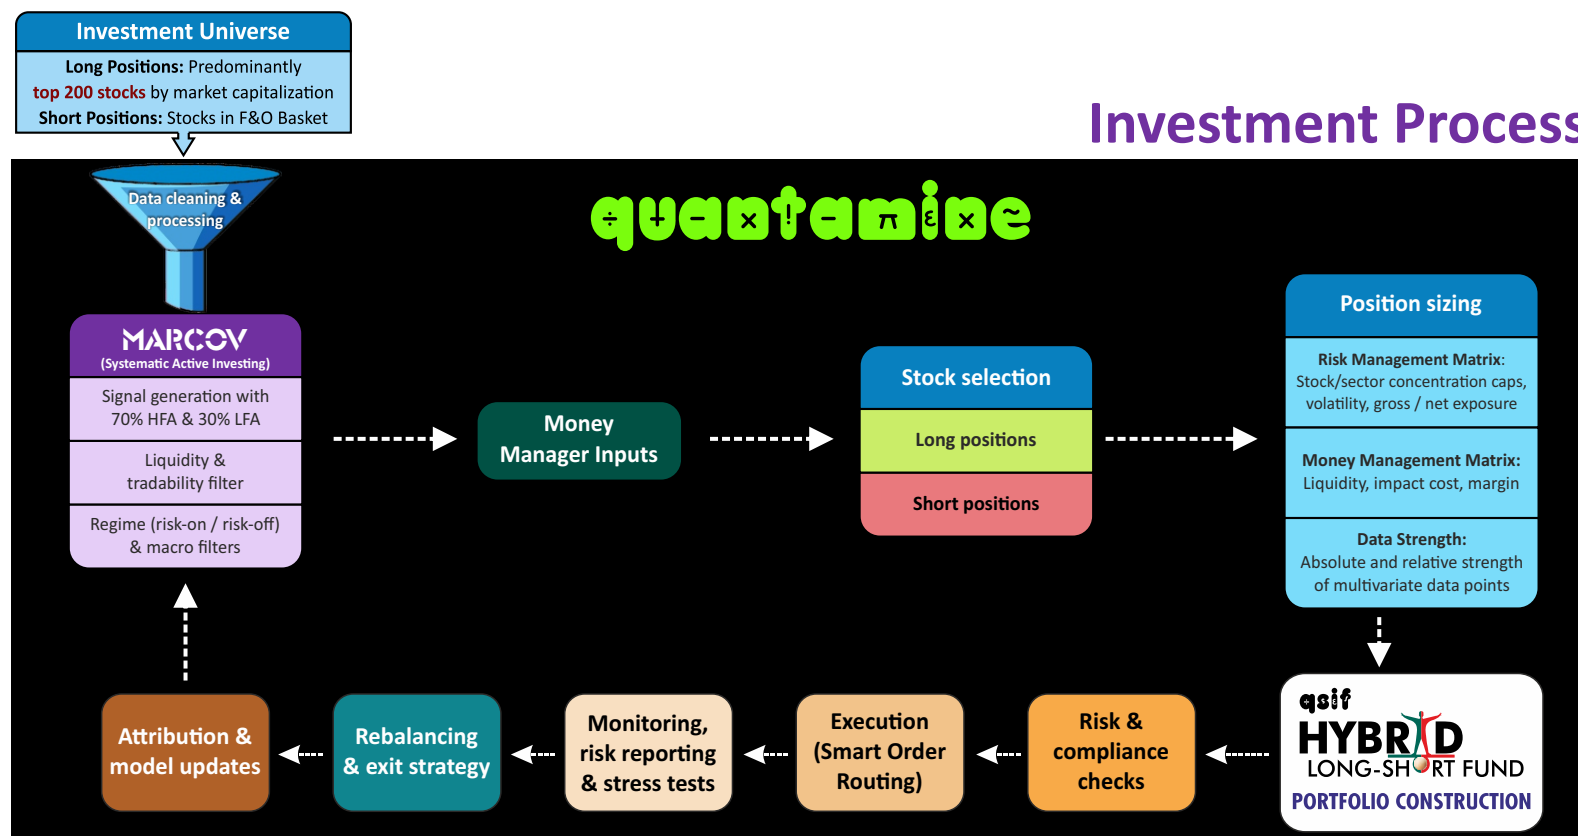 Investment Universe
Long Positions: Predominantly
top 200 stocks by market capitalization
Short Positions: Stocks in F&O Basket
Investment Process
Data cleaning &
processing
quantamine
MARCOV
(Systematic Active Investing)
Signal generation with
70% HFA & 30% LFA
Liquidity &
tradability filter
Regime (risk-on / risk-off)
& macro filters
Money
Manager Inputs
Stock selection
Long positions
Short positions
Position sizing
Risk Management Matrix:
Stock/sector concentration caps,
volatility, gross / net exposure
Money Management Matrix:
Liquidity, impact cost, margin
Data Strength:
Absolute and relative strength
of multivariate data points
qsif
HYBRID
LONG-SHORT FUND
PORTFOLIO CONSTRUCTION
Risk &
compliance
checks
Execution
(Smart Order
Routing)
Monitoring,
risk reporting
& stress tests
Rebalancing
& exit strategy
Attribution &
model updates